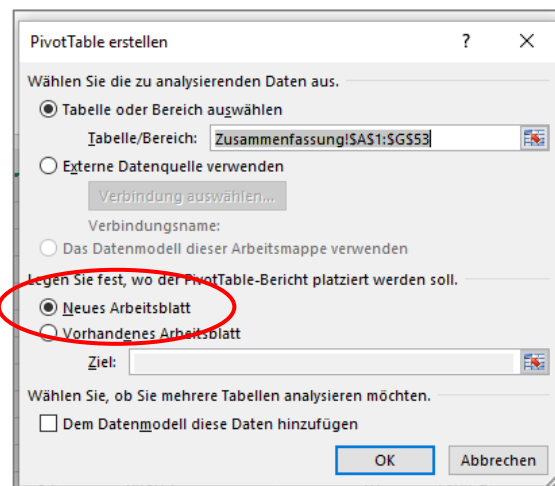 PivotTable erstellen ?
Wählen Sie die zu analysierenden Daten aus.
Tabelle oder Bereich auswählen
Tabelle/Bereich: Zusammenfassung!$A$1:$G$53
Externe Datenquelle verwenden
Verbindung auswählen...
Verbindungsname:
Das Datenmodell dieser Arbeitsmappe verwenden
Legen Sie fest, wo der PivotTable-Bericht platziert werden soll.
Neues Arbeitsblatt
Vorhandenes Arbeitsblatt
Ziel:
Wählen Sie, ob Sie mehrere Tabellen analysieren möchten.
Dem Datenmodell diese Daten hinzufügen
OK Abbrechen